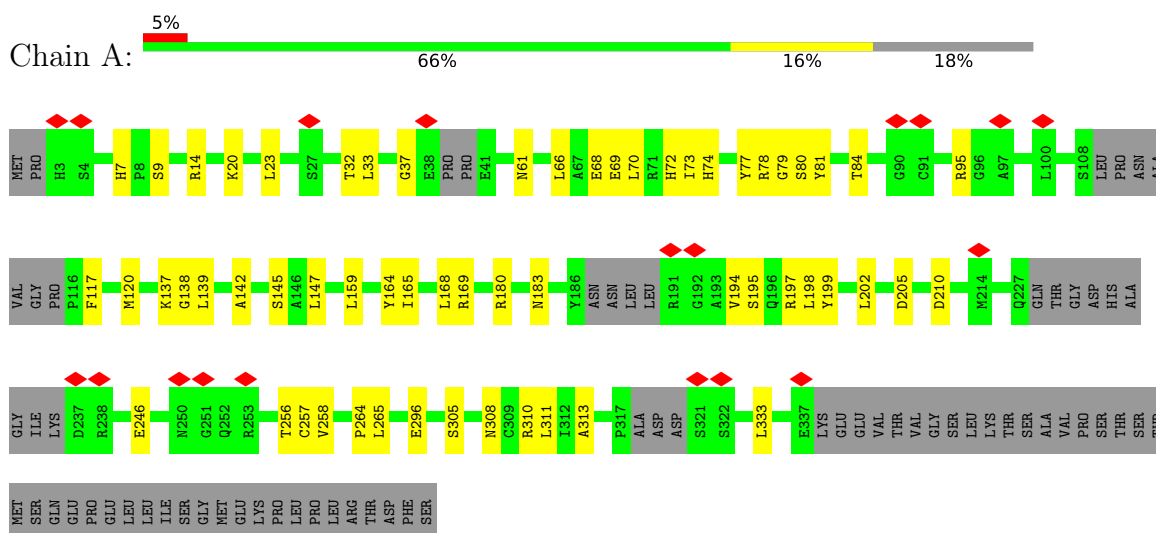 5%
Chain A:
66% 16% 18%
MET PRO H3 S4 H7 P8 S9 R14 K20 L23 S27 T32 L33 G37 E38 PRO PRO E41 N61 L66 A67 E68 E69 L70 R71 H72 I73 H74 Y77 R78 G79 S80 Y81 T84 G90 C91 R95 G96 A97 L100 S108 LEU PRO ASN ALA
VAL GLY PRO P116 F117 M120 K137 G138 L139 A142 S145 A146 L147 L159 Y164 I165 L168 R169 R180 N183 Y186 ASN ASN LEU LEU R191 G192 A193 V194 S195 Q196 R197 L198 Y199 L202 D205 D210 M214 Q227 GLN THR GLY ASP HIS ALA
GLY ILE LYS D237 R238 E246 N250 G251 Q252 R253 T256 C257 V258 P264 L265 E296 S305 N308 C309 R310 L311 I312 A313 P317 ALA ASP ASP S321 S322 L333 E337 LYS GLU GLU VAL THR VAL GLY SER LEU LYS THR SER ALA VAL PRO SER THR SER THR
MET SER GLN GLU PRO GLU LEU LEU ILE SER GLY MET GLU LYS PRO LEU PRO LEU ARG THR ASP PHE SER